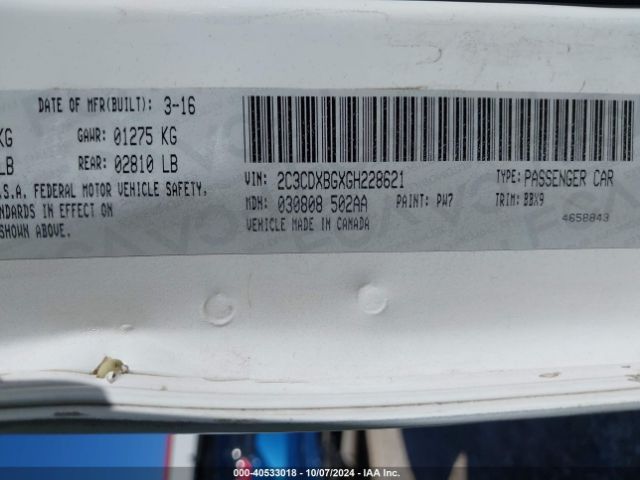 DATE OF MFR(BUILT): 3-16
KG GAWR: 01275 KG
LB REAR: 02810 LB
S.A. FEDERAL MOTOR VEHICLE SAFETY,
NDARDS IN EFFECT ON
SHOWN ABOVE.
VIN: 2C3CDXBGXGH228621 TYPE: PASSENGER CAR
MDH: 030808 502AA PAINT: PW7 TRIM: BBX9
VEHICLE MADE IN CANADA 4658843
000-40533018 - 10/07/2024 - IAA Inc.